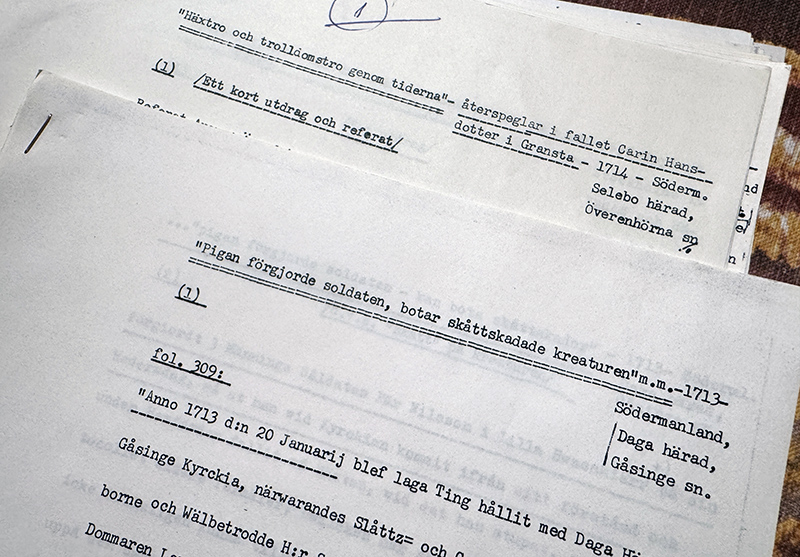 1
"Häxtro och trolldomstro genom tiderna"- återspeglar i fallet Carin Hans-
(1) /Ett kort utdrag och referat/ dotter i Gransta - 1714 - Söderm.
Selebo härad,
Överenhörna sn
"Pigan förgjorde soldaten, botar skåttskadade kreaturen"m.m.-1713-
(1)
Södermanland,
Daga härad,
Gåsinge sn.
fol. 309:
"Anno 1713 d:n 20 Januarij blef laga Ting hållit med Daga
Gåsinge Kyrckia, närwarandes Slåttz= och
borne och Wälbetrodde H:r
Dommaren